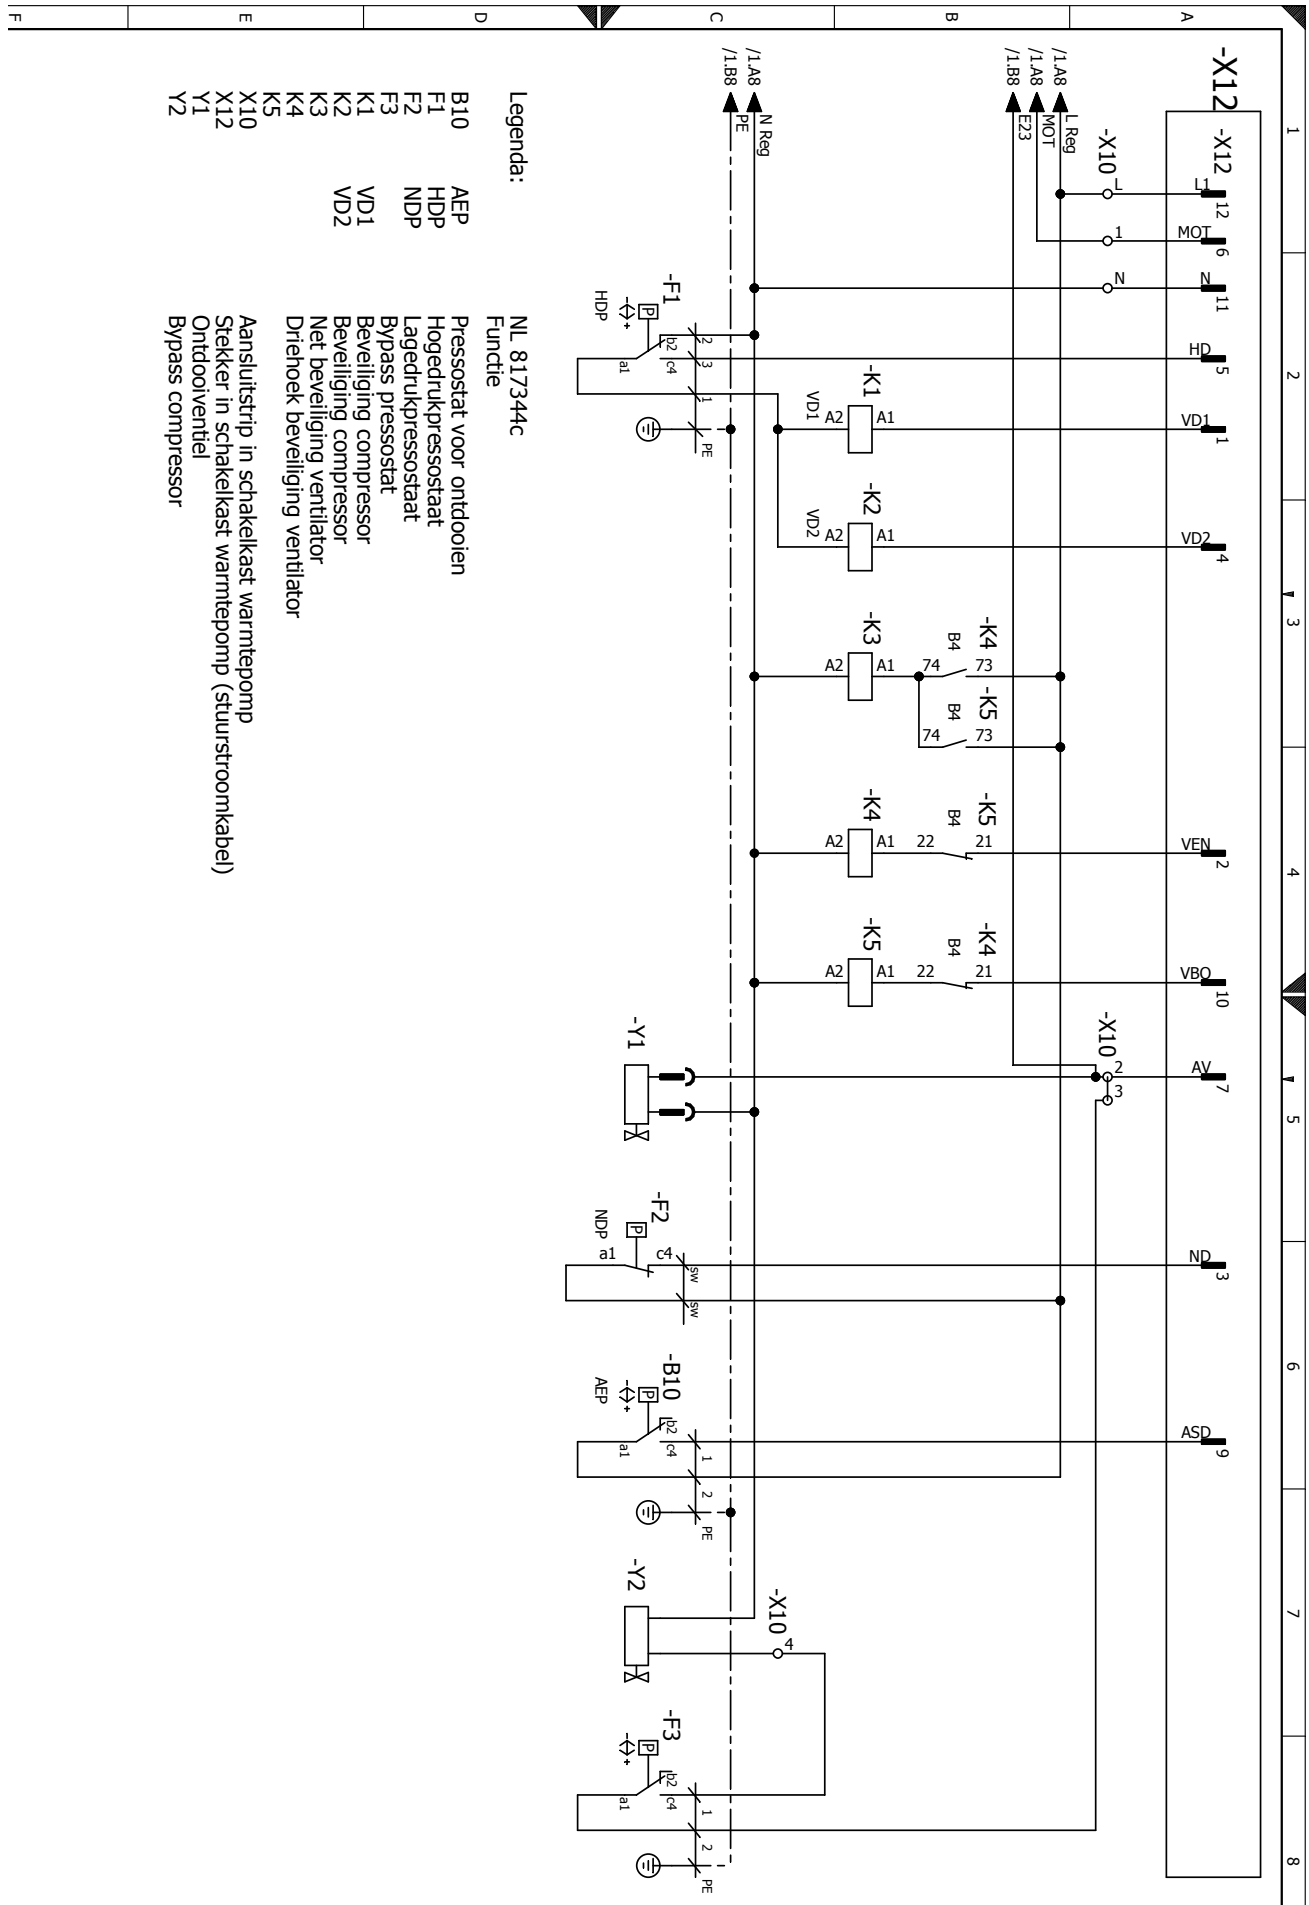 1 2 3 4 5 6 7 8
A
B
C
D
E
F
-X12
-X12
L1 12
MOT 6
N 11
HD 5
VD1 1
VD2 4
VEN 2
VBO 10
AV 7
ND 3
ASD 9
-X10
L
1
N
-X10
2
3
/1.A8 L Reg
/1.A8 MOT
/1.B8 E23
/1.A8 N Reg
/1.B8 PE
-K1
VD1 A2 A1
-K2
VD2 A2 A1
-K3
A2 A1
-K4
B4
74 73
-K5
B4
74 73
-K4
A2 A1
-K5
B4
22 21
-K5
A2 A1
-K4
B4
22 21
-F1
HDP
P
- +
a1 b2 c4
2 3 1 PE
-Y1
-F2
NDP
P
a1 c4
sw sw
-B10
AEP
P
- +
a1 b2 c4
1 2 PE
-Y2
-X10
4
-F3
P
- +
a1 b2 c4
1 2 PE
Legenda:
NL 817344c
Functie
B10 AEP Pressostat voor ontdooien
F1 HDP Hogedrukpressostaat
F2 NDP Lagedrukpressostaat
F3 Bypass pressostat
K1 VD1 Beveiliging compressor
K2 VD2 Beveiliging compressor
K3 Net beveiliging ventilator
K4 Driehoek beveiliging ventilator
K5
X10 Aansluitstrip in schakelkast warmtepomp
X12 Stekker in schakelkast warmtepomp (stuurstroomkabel)
Y1 Ontdooiventiel
Y2 Bypass compressor